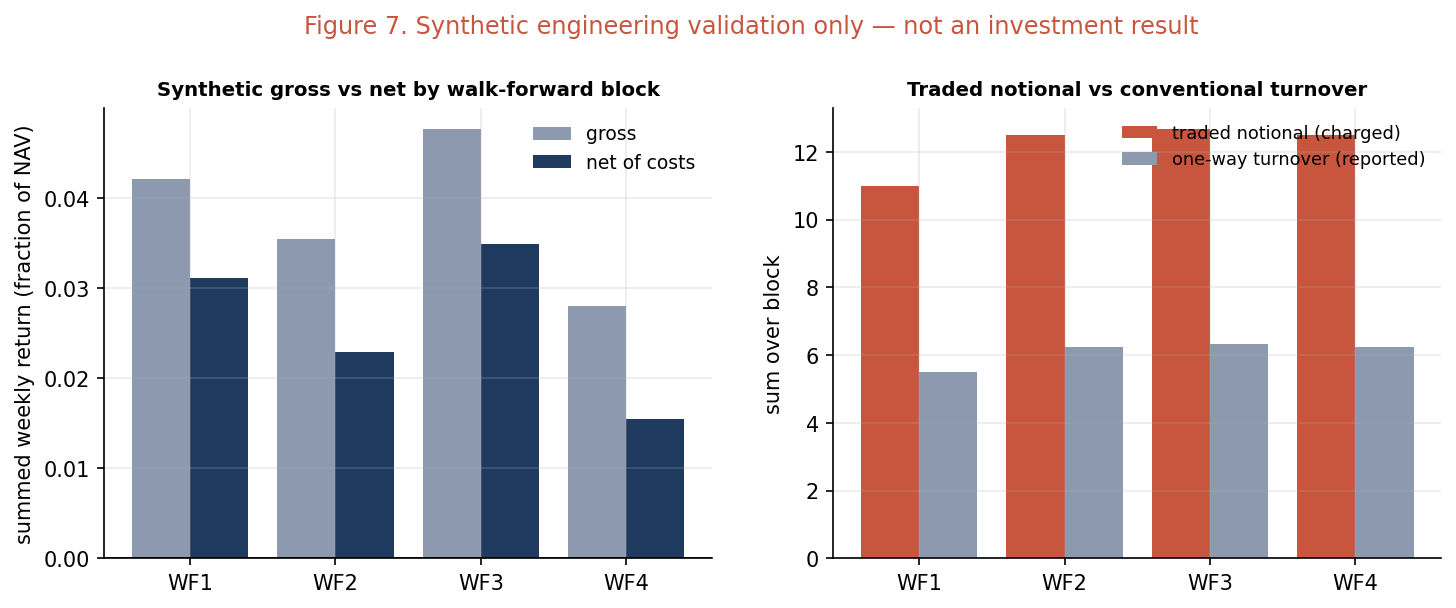 Figure 7. Synthetic engineering validation only — not an investment result
Synthetic gross vs net by walk-forward block
summed weekly return (fraction of NAV)
0.04
0.03
0.02
0.01
0.00
gross
net of costs
WF1
WF2
WF3
WF4
Traded notional vs conventional turnover
sum over block
12
10
8
6
4
2
0
traded notional (charged)
one-way turnover (reported)
WF1
WF2
WF3
WF4